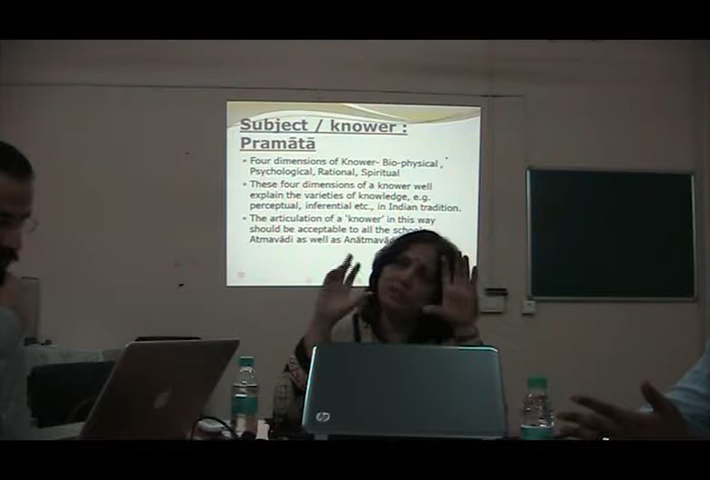 Subject / knower :
Pramātā
• Four dimensions of Knower- Bio-physical ,
Psychological, Rational, Spiritual
• These four dimensions of a knower well
explain the varieties of knowledge, e.g.
perceptual, inferential etc., in Indian tradition.
• The articulation of a 'knower' in this way
should be acceptable to all the
Atmavādi as well as
hp